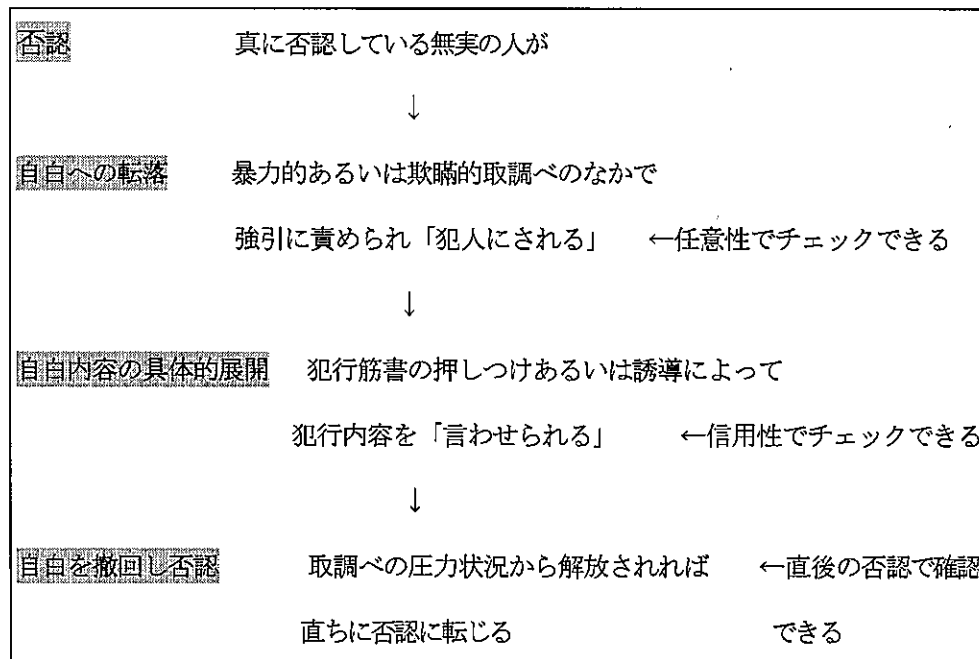 否認 真に否認している無実の人が
↓
自白への転落 暴力的あるいは欺瞞的取調べのなかで
強引に責められ「犯人にされる」 ←任意性でチェックできる
↓
自白内容の具体的展開 犯行筋書の押しつけあるいは誘導によって
犯行内容を「言わせられる」 ←信用性でチェックできる
↓
自白を撤回し否認 取調べの圧力状況から解放されれば ←直後の否認で確認
直ちに否認に転じる できる